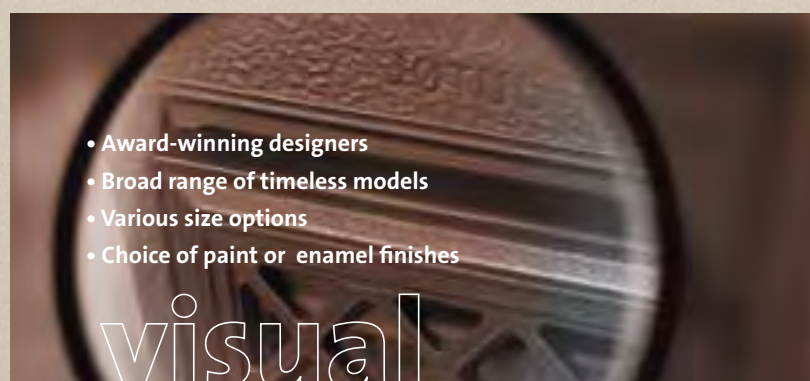 • Award-winning designers
• Broad range of timeless models
• Various size options
• Choice of paint or  enamel finishes
visual